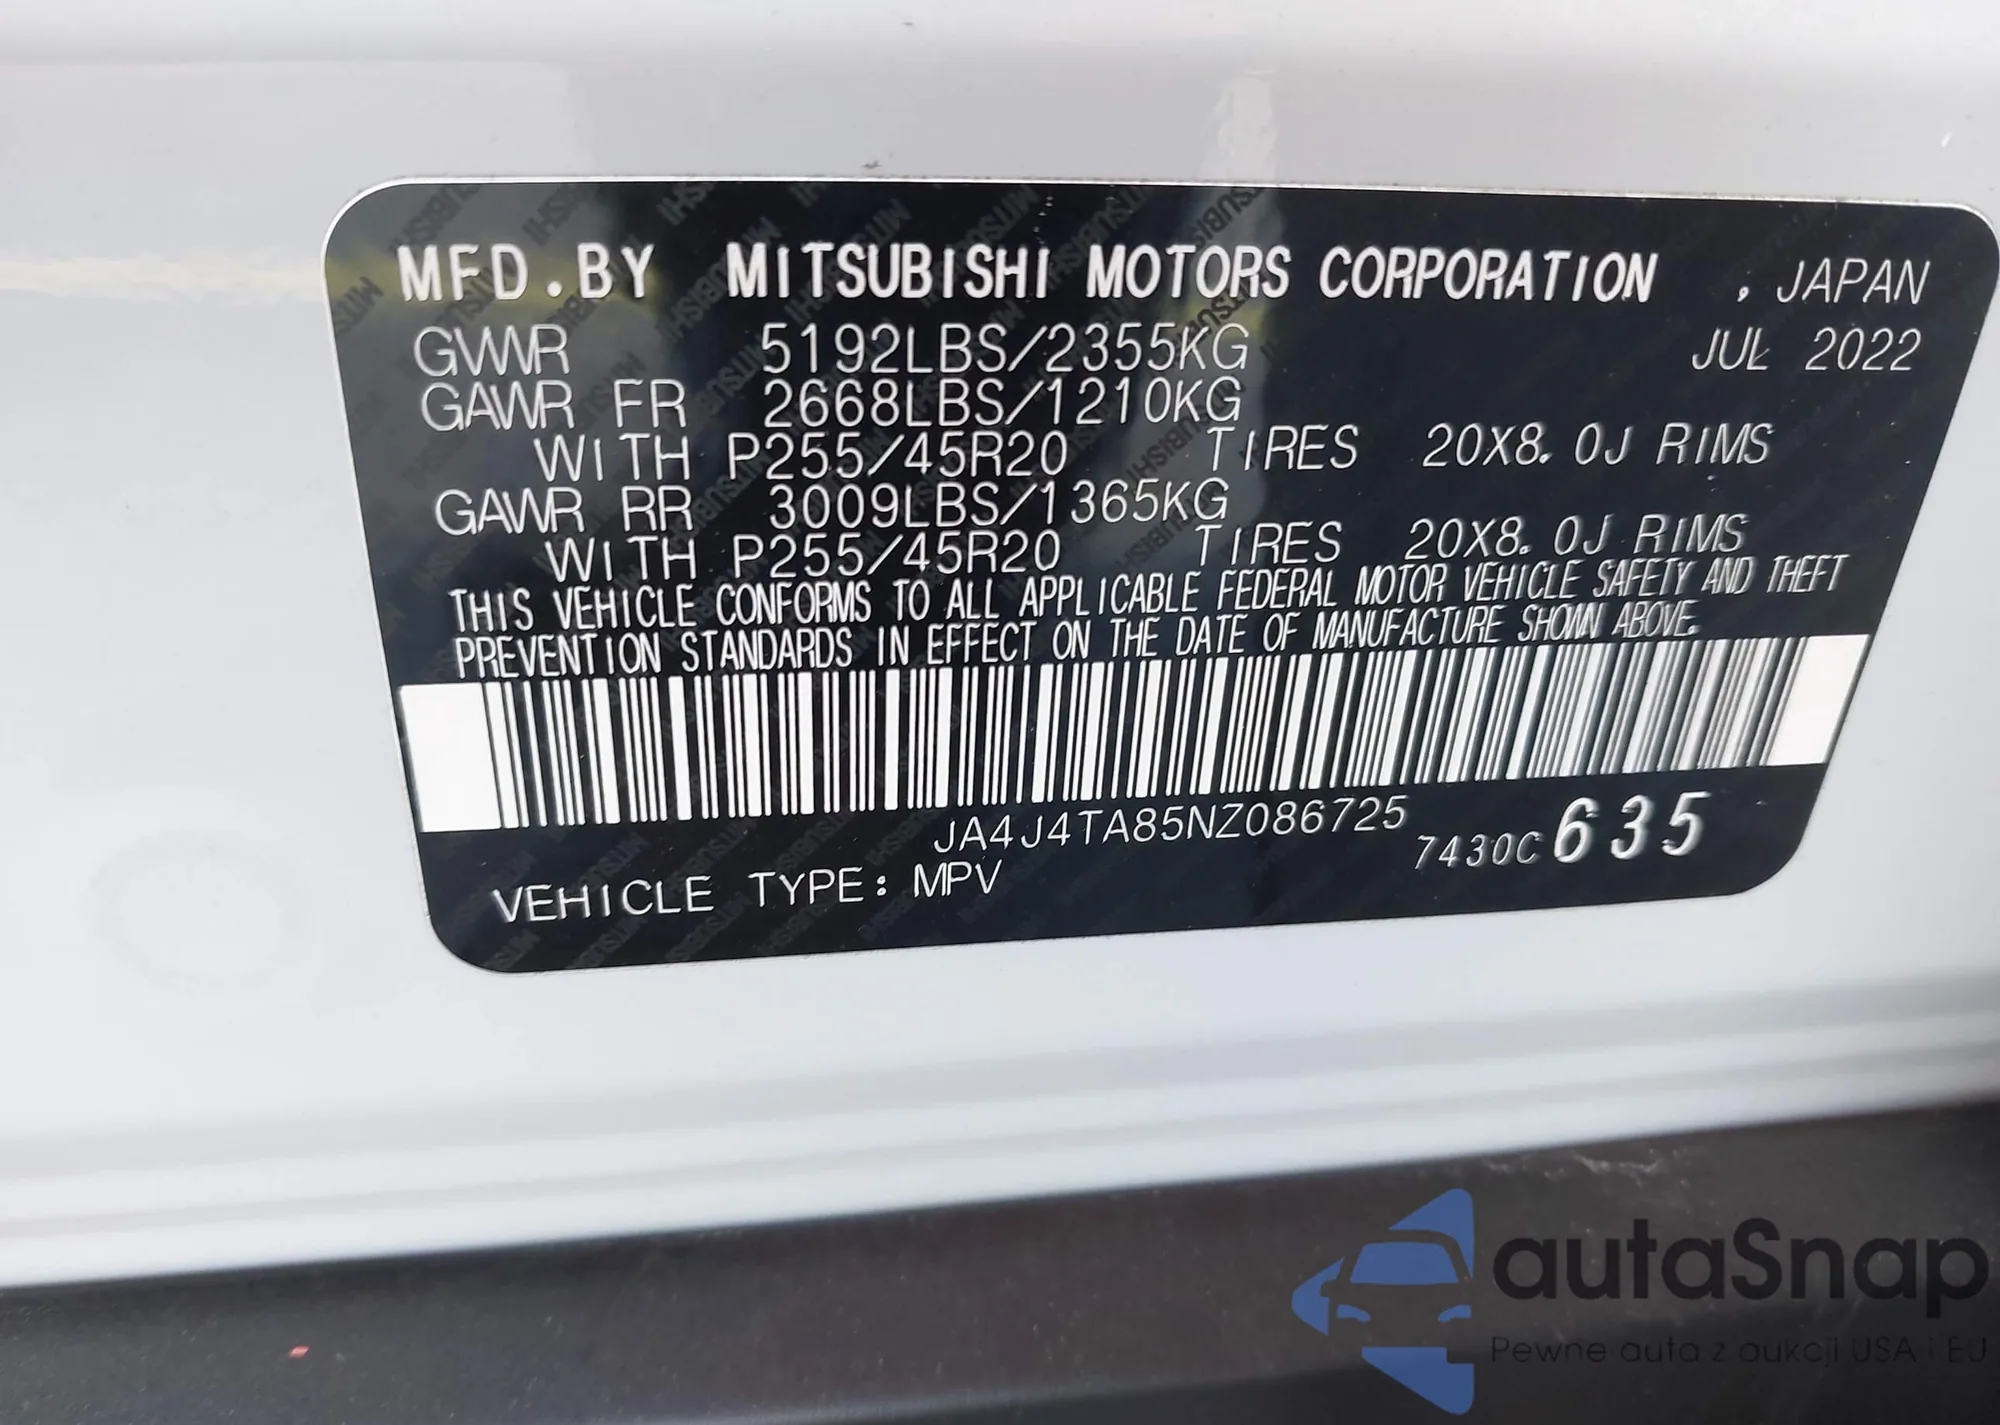 MFD.BY MITSUBISHI MOTORS CORPORATION , JAPAN
GVWR 5192LBS/2355KG JUL 2022
GAWR FR 2668LBS/1210KG
WITH P255/45R20 TIRES 20X8.0J RIMS
GAWR RR 3009LBS/1365KG
WITH P255/45R20 TIRES 20X8.0J RIMS
THIS VEHICLE CONFORMS TO ALL APPLICABLE FEDERAL MOTOR VEHICLE SAFETY AND THEFT
PREVENTION STANDARDS IN EFFECT ON THE DATE OF MANUFACTURE SHOWN ABOVE.
JA4J4TA85NZ086725
7430C 635
VEHICLE TYPE: MPV
autaSnap
Pewne auta z aukcji USA i EU